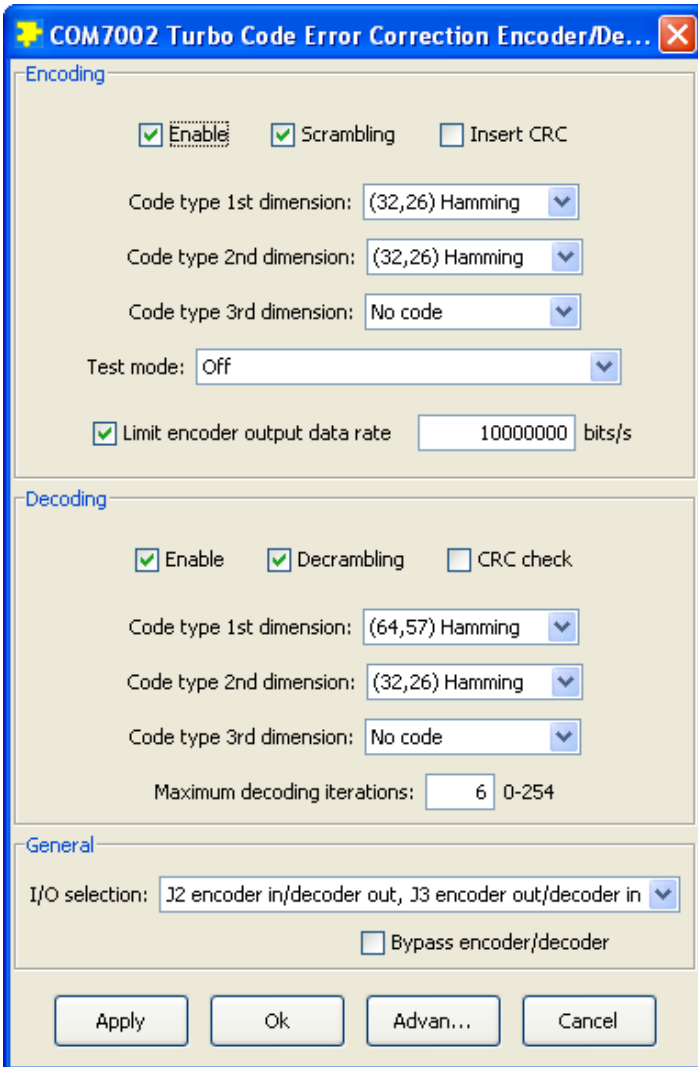 COM7002 Turbo Code Error Correction Encoder/De...
Encoding
Enable Scrambling Insert CRC
Code type 1st dimension: (32,26) Hamming
Code type 2nd dimension: (32,26) Hamming
Code type 3rd dimension: No code
Test mode: Off
Limit encoder output data rate 10000000 bits/s
Decoding
Enable Decrambling CRC check
Code type 1st dimension: (64,57) Hamming
Code type 2nd dimension: (32,26) Hamming
Code type 3rd dimension: No code
Maximum decoding iterations: 6 0-254
General
I/O selection: J2 encoder in/decoder out, J3 encoder out/decoder in
Bypass encoder/decoder
Apply Ok Advan... Cancel